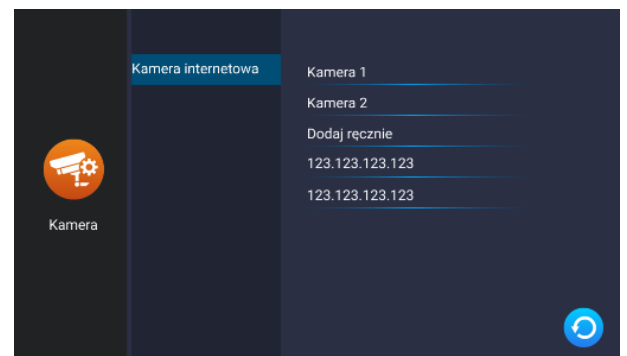 Kamera
Kamera internetowa
Kamera 1
Kamera 2
Dodaj ręcznie
123.123.123.123
123.123.123.123